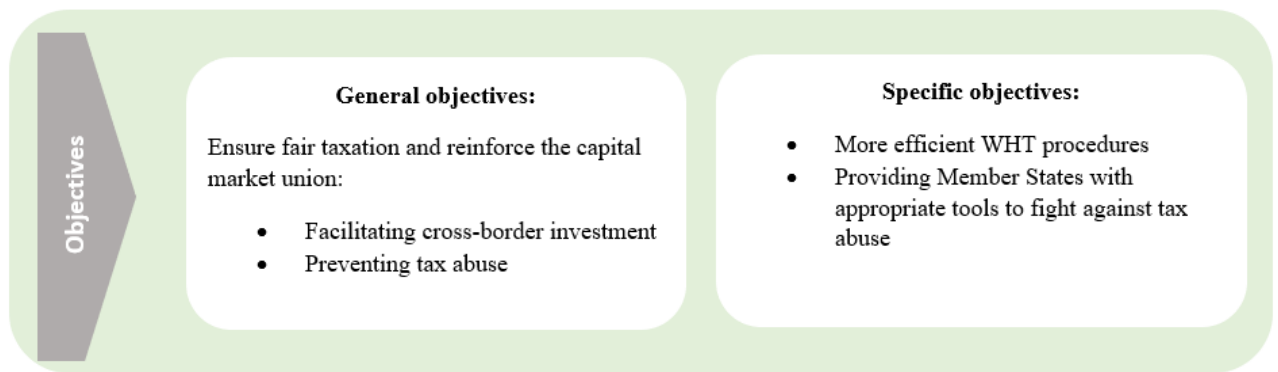 Objectives
General objectives:
Ensure fair taxation and reinforce the capital
market union:
• Facilitating cross-border investment
• Preventing tax abuse
Specific objectives:
• More efficient WHT procedures
• Providing Member States with
appropriate tools to fight against tax
abuse